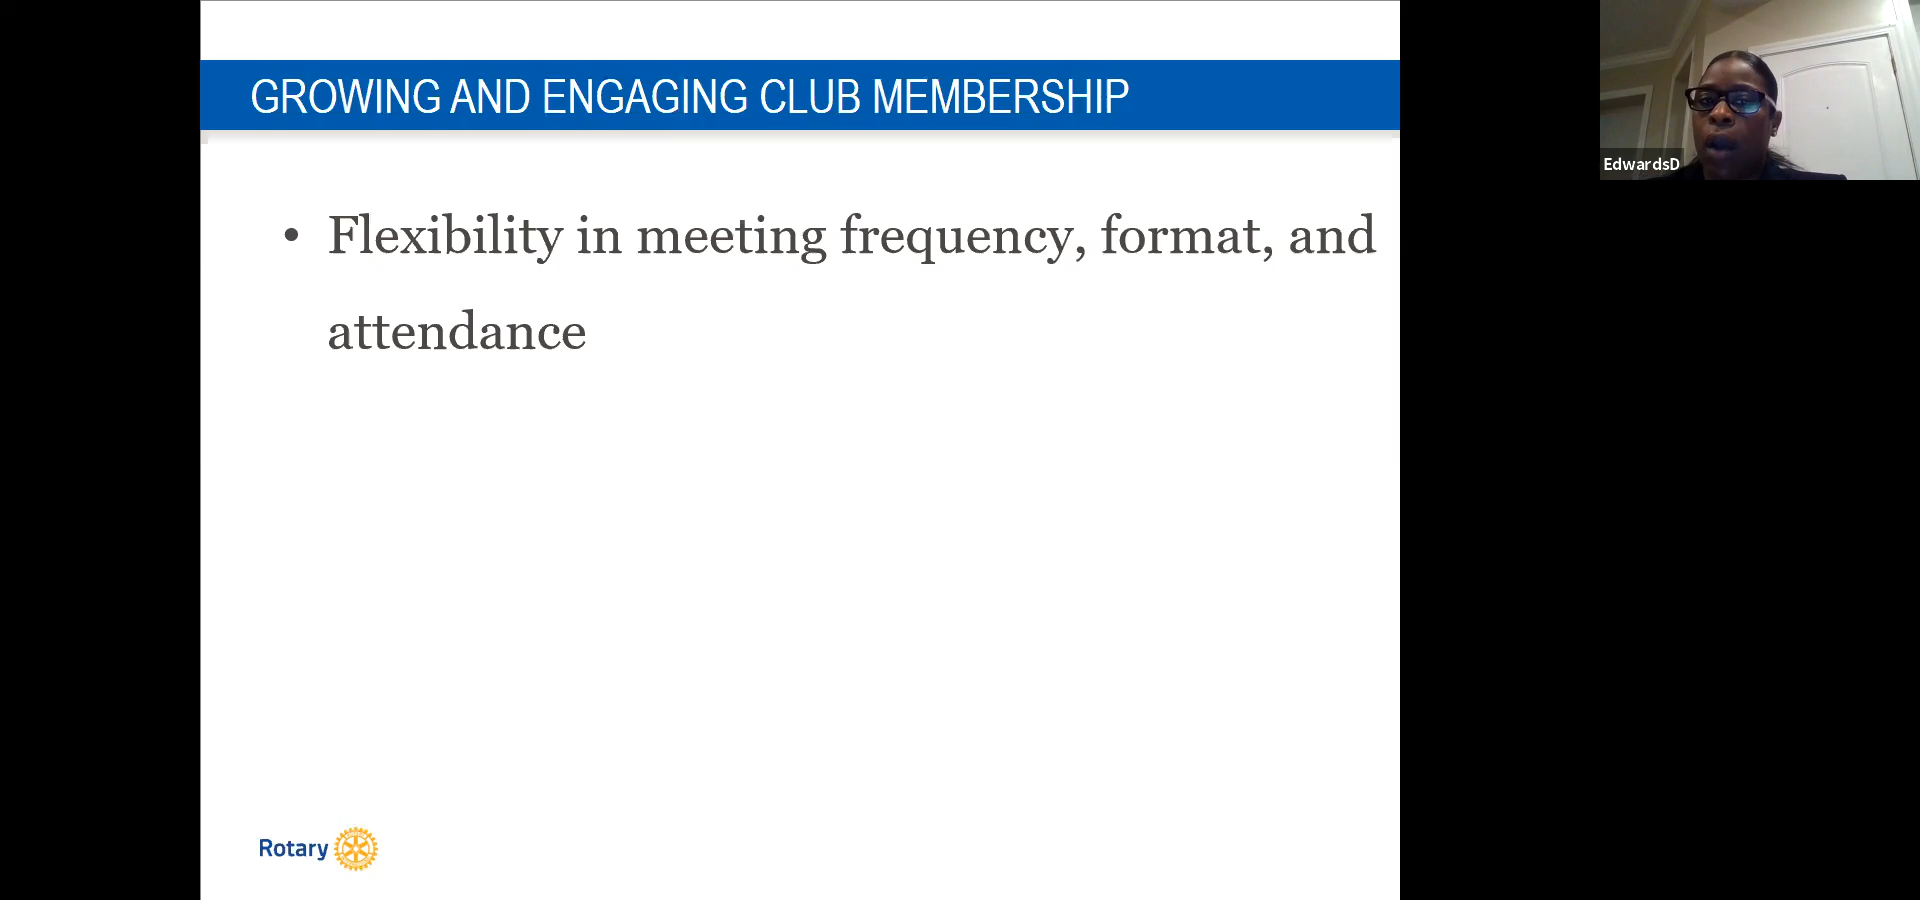 GROWING AND ENGAGING CLUB MEMBERSHIP
EdwardsD
• Flexibility in meeting frequency, format, and
attendance
Rotary